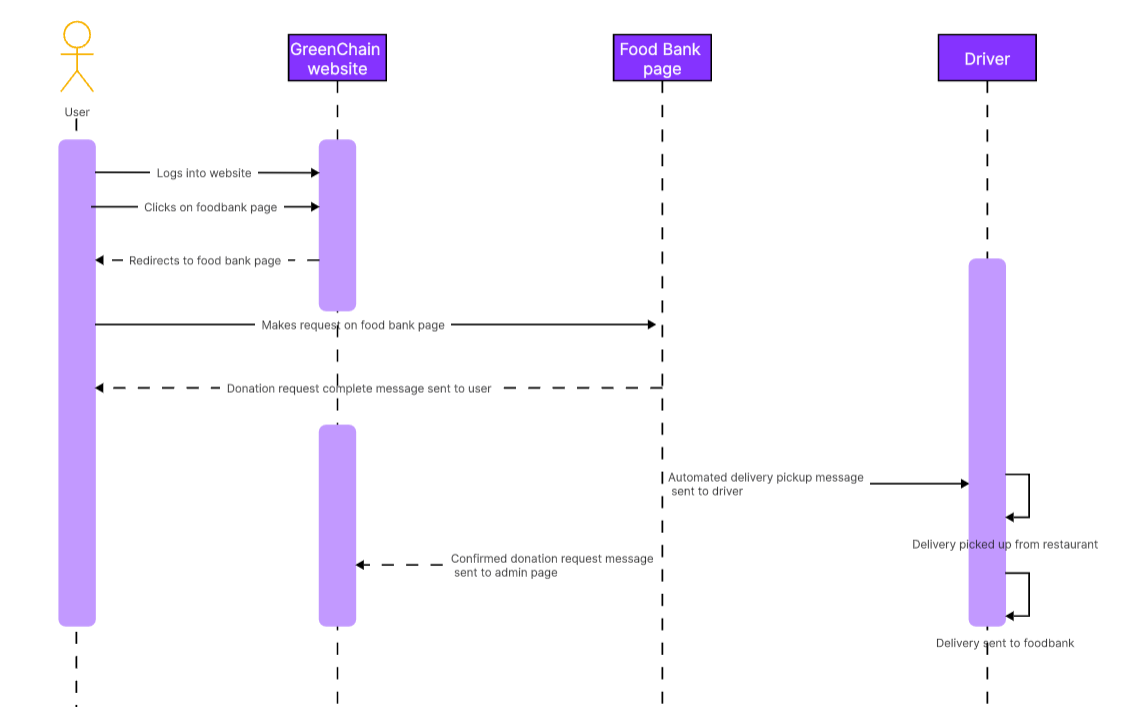 GreenChain
website
Food Bank
page
Driver
User
Logs into website
Clicks on foodbank page
Redirects to food bank page
Makes request on food bank page
Donation request complete message sent to user
Automated delivery pickup message
sent to driver
Delivery picked up from restaurant
Confirmed donation request message
sent to admin page
Delivery sent to foodbank